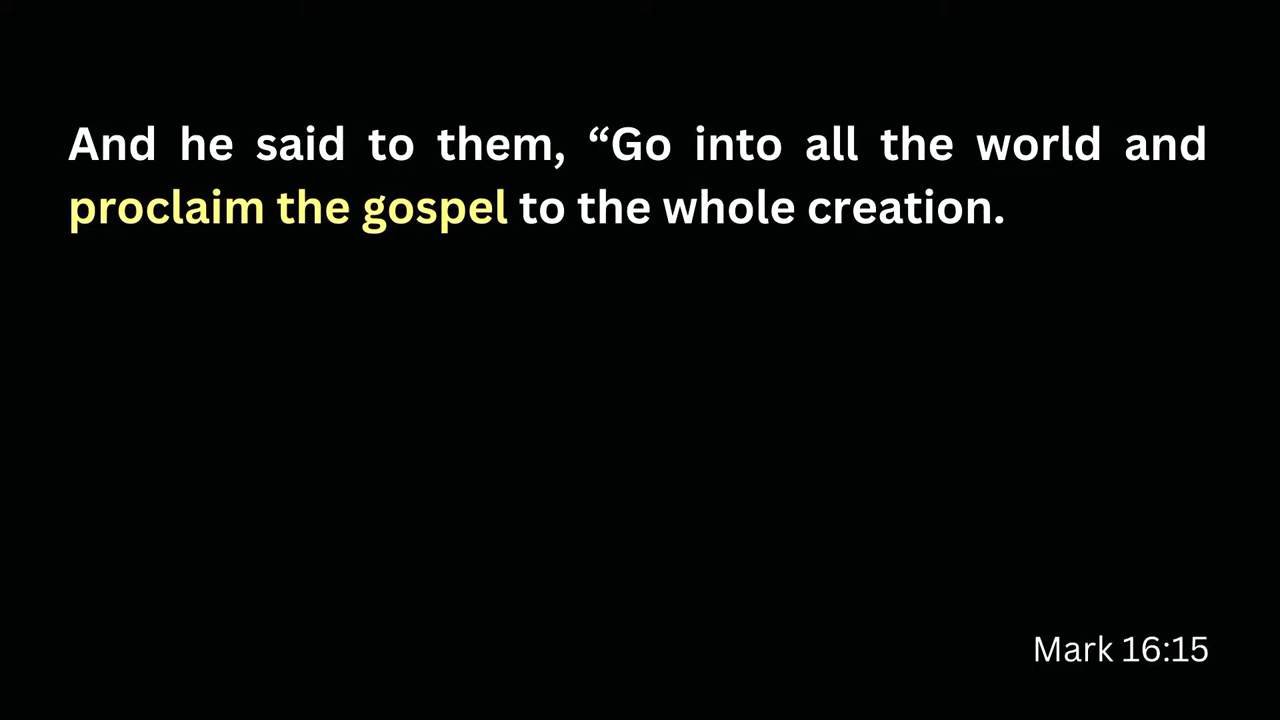 And he said to them, “Go into all the world and
proclaim the gospel to the whole creation.
Mark 16:15